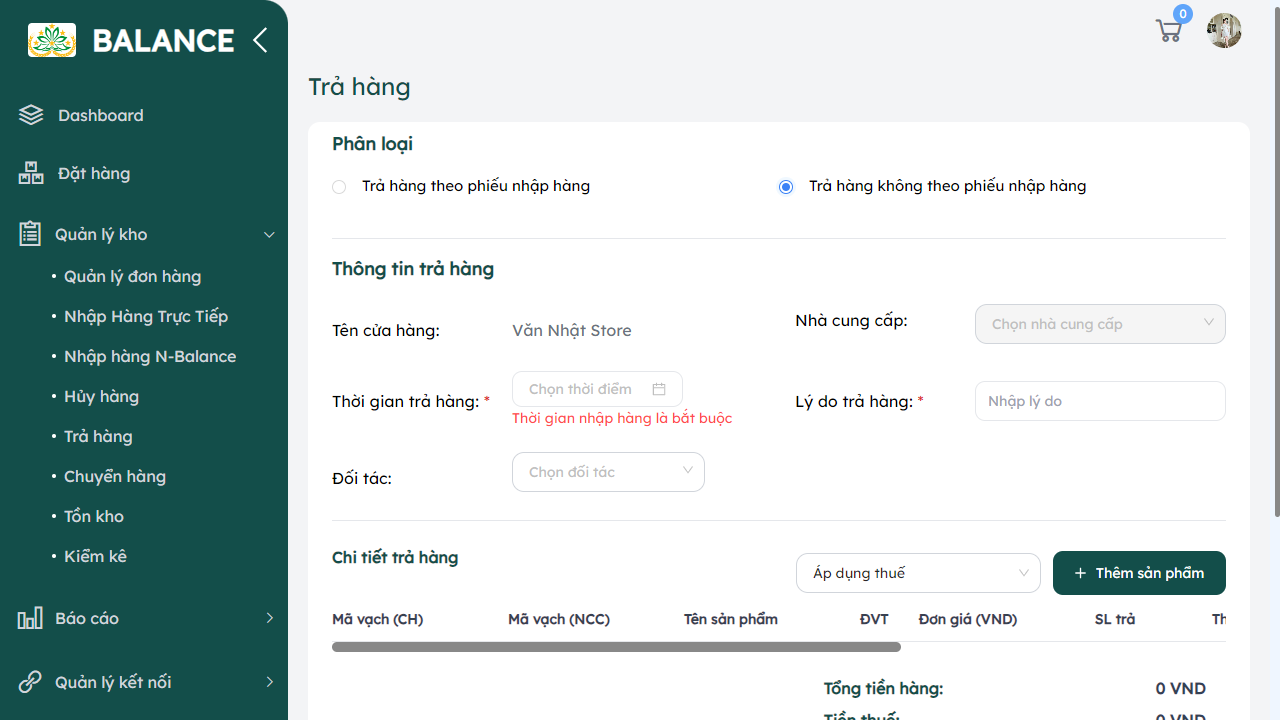 BALANCE
0
Dashboard
Đặt hàng
Quản lý kho
• Quản lý đơn hàng
• Nhập Hàng Trực Tiếp
• Nhập hàng N-Balance
• Hủy hàng
• Trả hàng
• Chuyển hàng
• Tồn kho
• Kiểm kê
Báo cáo
Quản lý kết nối
Trả hàng
Phân loại
Trả hàng theo phiếu nhập hàng
Trả hàng không theo phiếu nhập hàng
Thông tin trả hàng
Tên cửa hàng: Văn Nhật Store
Nhà cung cấp: Chọn nhà cung cấp
Thời gian trả hàng: * Chọn thời điểm
Thời gian nhập hàng là bắt buộc
Lý do trả hàng: * Nhập lý do
Đối tác: Chọn đối tác
Chi tiết trả hàng
Áp dụng thuế
+ Thêm sản phẩm
Mã vạch (CH) Mã vạch (NCC) Tên sản phẩm ĐVT Đơn giá (VND) SL trả Th
Tổng tiền hàng: 0 VND
Tiền thuế: 0 VND